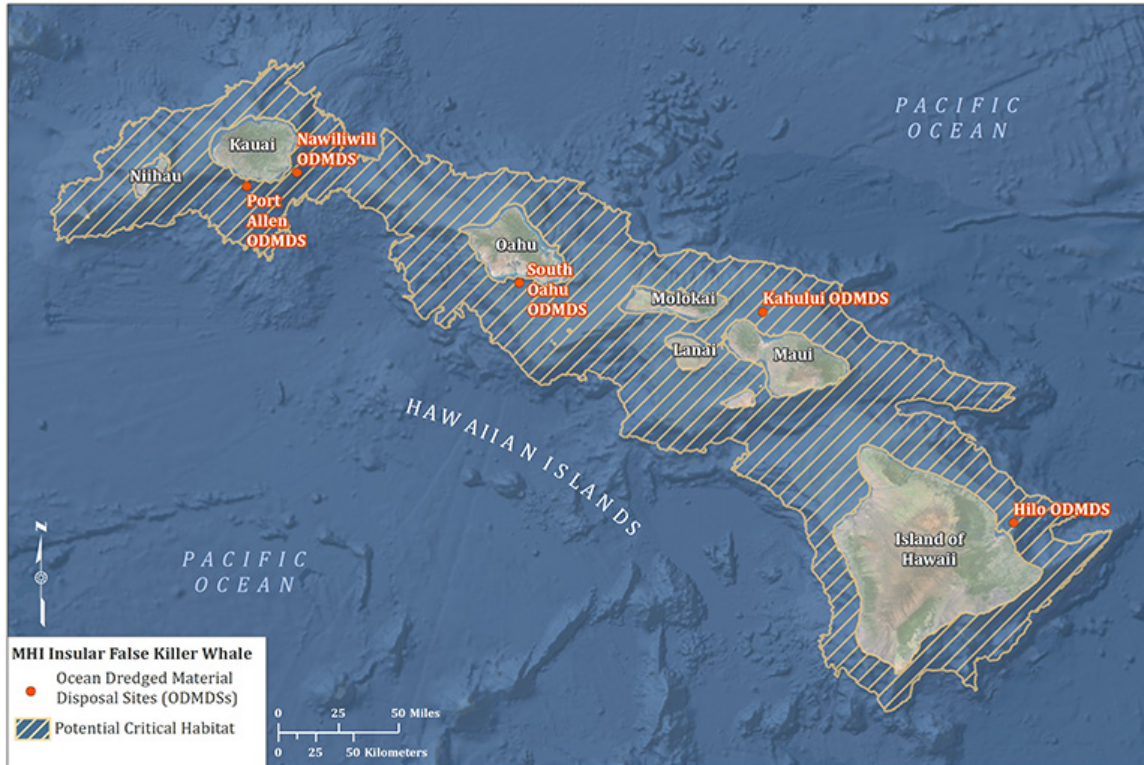 PACIFIC
OCEAN
Kauai
Nawiliwili
ODMDS
Niihau
Port
Allen
ODMDS
Oahu
South
Oahu
ODMDS
Molokai
Kahului ODMDS
Lanai
Maui
HAWAIIAN ISLANDS
Hilo ODMDS
Island of
Hawaii
PACIFIC
OCEAN
N
MHI Insular False Killer Whale
Ocean Dredged Material
Disposal Sites (ODMDSs)
Potential Critical Habitat
0 25 50 Miles
0 25 50 Kilometers